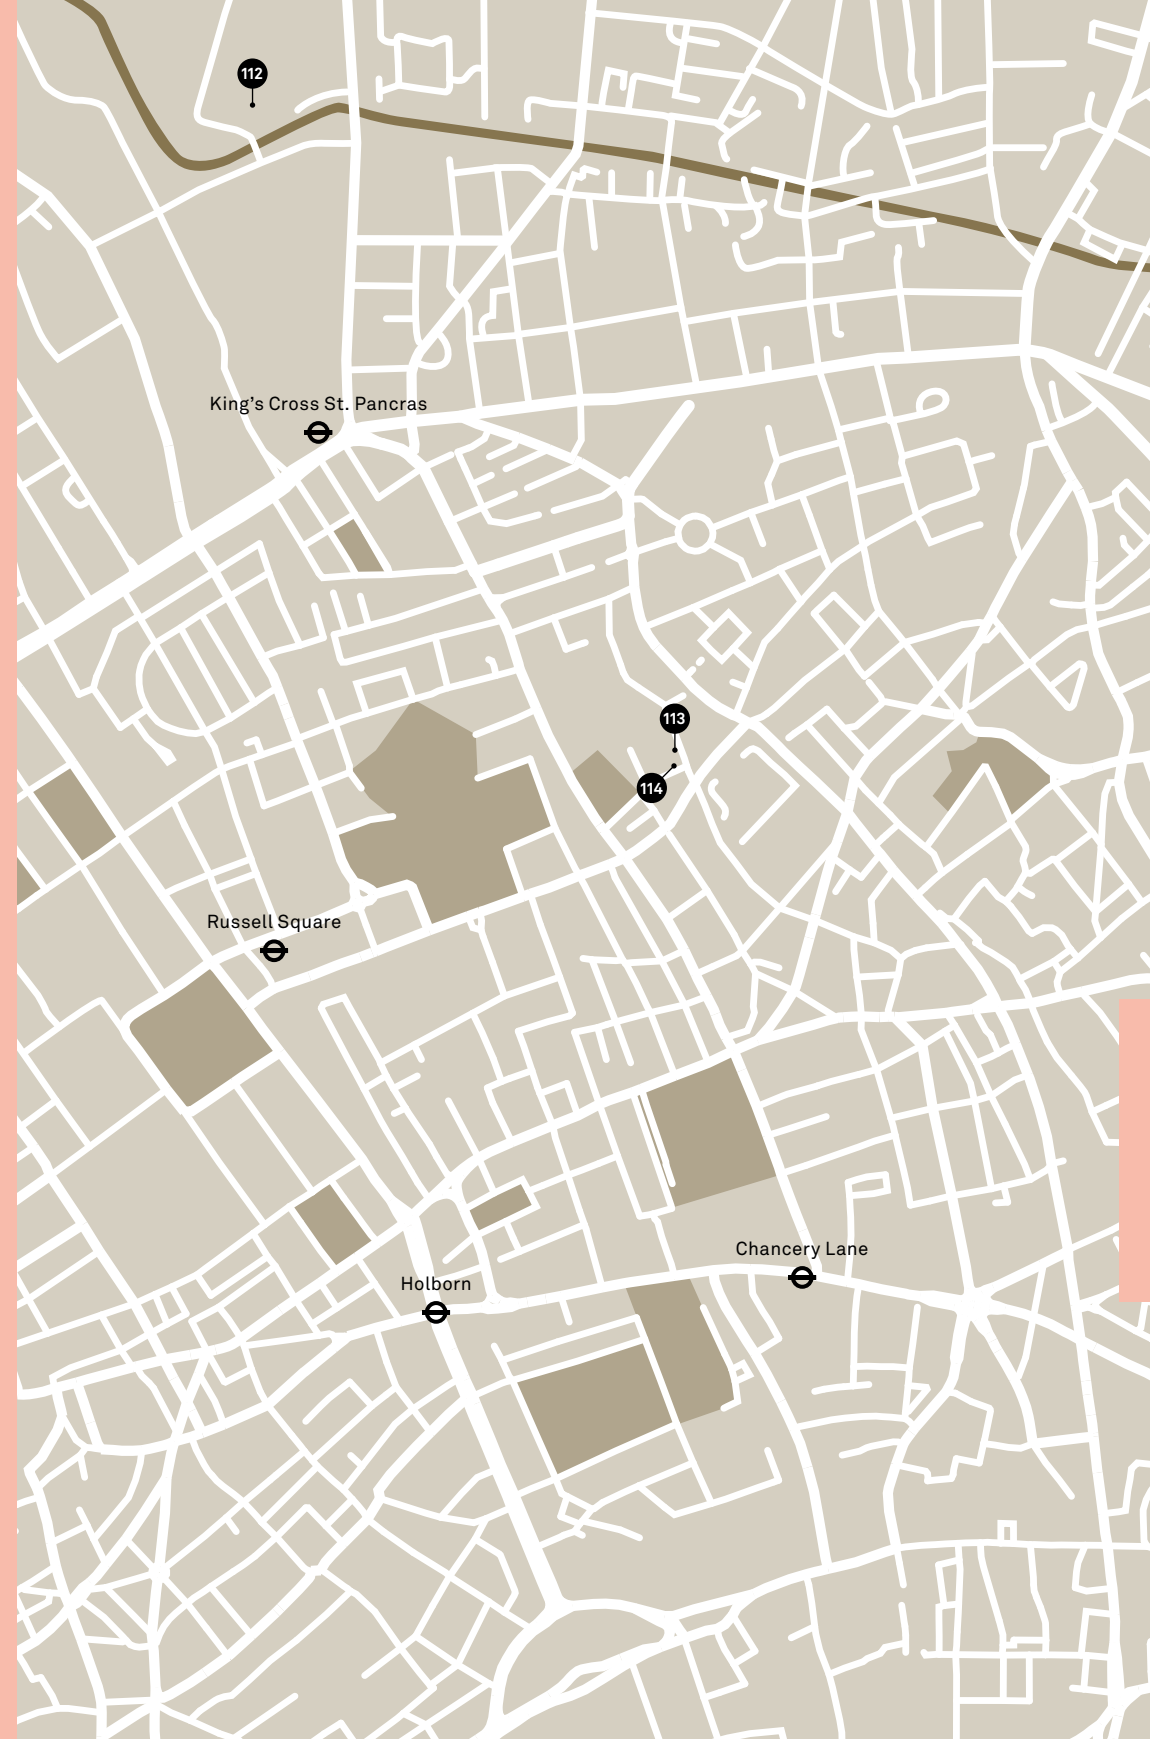 112
King's Cross St. Pancras
113
114
Russell Square
Chancery Lane
Holborn